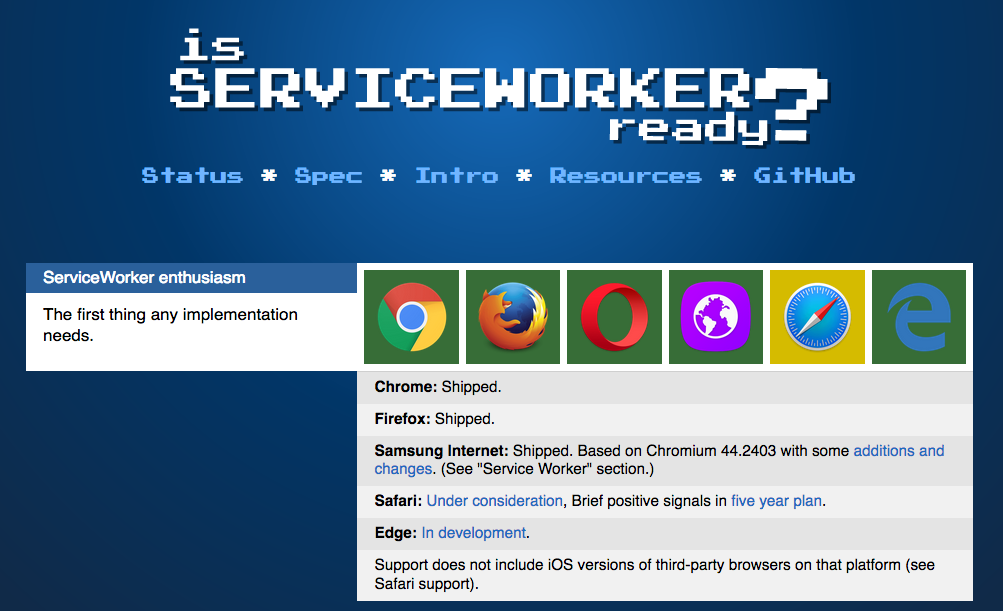 is
SERVICEWORKER?
ready
Status * Spec * Intro * Resources * GitHub
ServiceWorker enthusiasm
The first thing any implementation
needs.
Chrome: Shipped.
Firefox: Shipped.
Samsung Internet: Shipped. Based on Chromium 44.2403 with some additions and
changes. (See "Service Worker" section.)
Safari: Under consideration, Brief positive signals in five year plan.
Edge: In development.
Support does not include iOS versions of third-party browsers on that platform (see
Safari support).